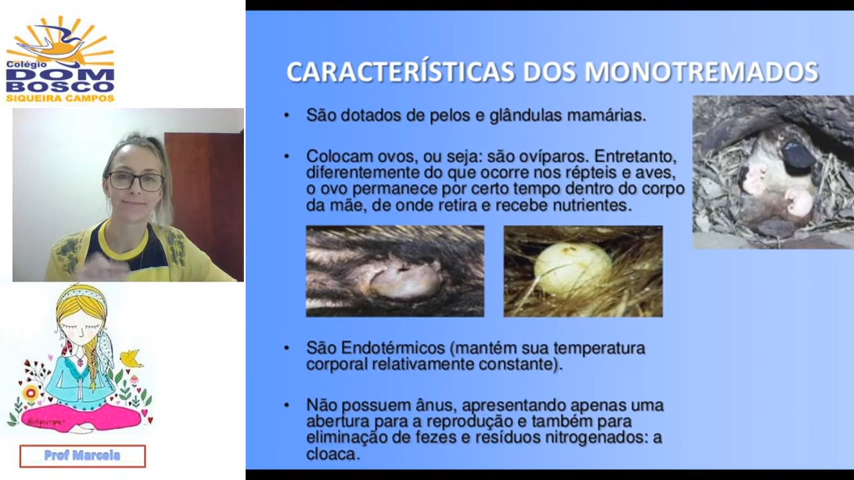 Colégio
DOM
BOSCO
SIQUEIRA CAMPOS
CARACTERÍSTICAS DOS MONOTREMADOS
• São dotados de pelos e glândulas mamárias.
• Colocam ovos, ou seja: são ovíparos. Entretanto,
diferentemente do que ocorre nos répteis e aves,
o ovo permanece por certo tempo dentro do corpo
da mãe, de onde retira e recebe nutrientes.
• São Endotérmicos (mantém sua temperatura
corporal relativamente constante).
• Não possuem ânus, apresentando apenas uma
abertura para a reprodução e também para
eliminação de fezes e resíduos nitrogenados: a
cloaca.
Prof Marcela